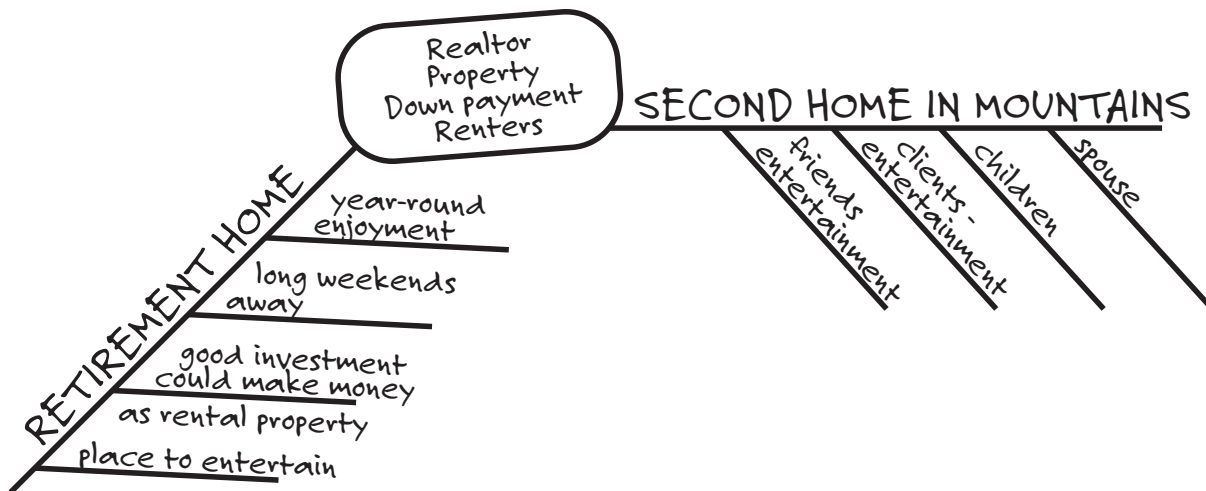 Realtor
Property
Down payment
Renters
SECOND HOME IN MOUNTAINS
friends
entertainment
clients -
entertainment
children
spouse
RETIREMENT HOME
year-round
enjoyment
long weekends
away
good investment
could make money
as rental property
place to entertain